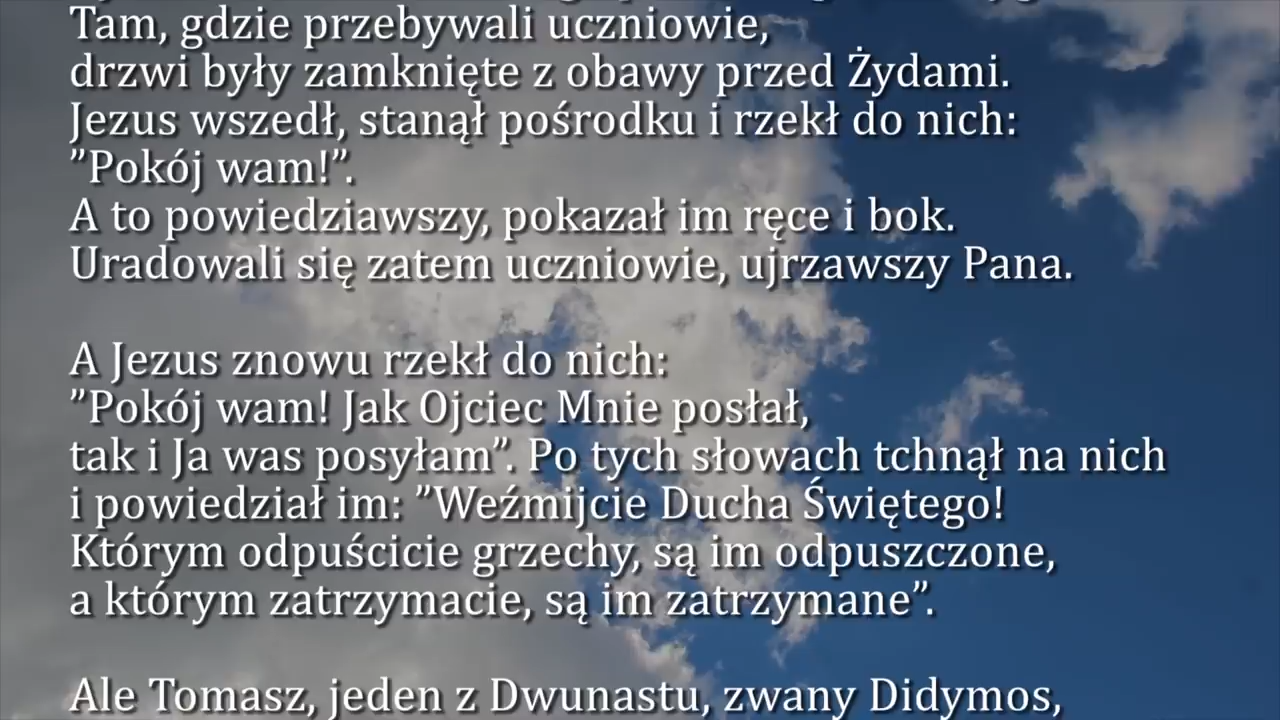 Tam, gdzie przebywali uczniowie,
drzwi były zamknięte z obawy przed Żydami.
Jezus wszedł, stanął pośrodku i rzekł do nich:
”Pokój wam!”.
A to powiedziawszy, pokazał im ręce i bok.
Uradowali się zatem uczniowie, ujrzawszy Pana.
A Jezus znowu rzekł do nich:
”Pokój wam! Jak Ojciec Mnie posłał,
tak i Ja was posyłam”. Po tych słowach tchnął na nich
i powiedział im: ”Weźmijcie Ducha Świętego!
Którym odpuścicie grzechy, są im odpuszczone,
a którym zatrzymacie, są im zatrzymane”.
Ale Tomasz, jeden z Dwunastu, zwany Didymos,